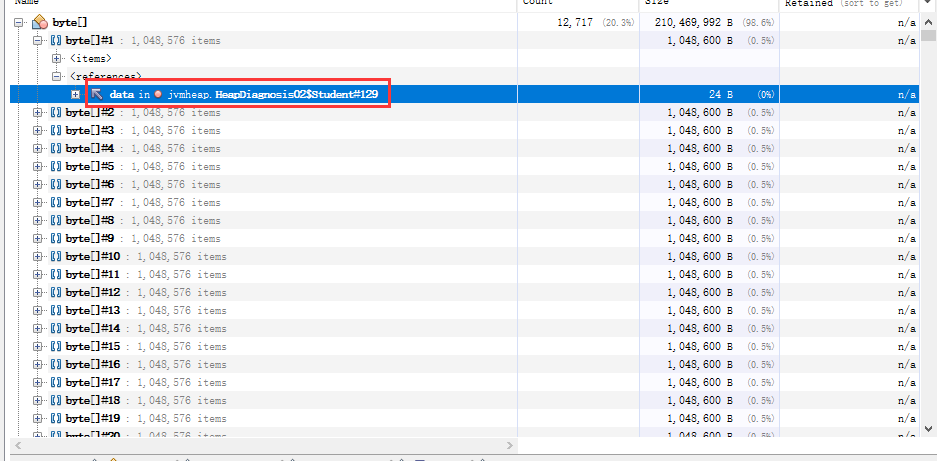 Name Count Size Retained (sort to get)
byte[] 12,717 (20.3%) 210,469,992 B (98.6%) n/a
byte[]#1 : 1,048,576 items 1,048,600 B (0.5%) n/a
<items>
<references>
data in jvmheap.HeapDiagnosis02$Student#129 24 B (0%) n/a
byte[]#2 : 1,048,576 items 1,048,600 B (0.5%) n/a
byte[]#3 : 1,048,576 items 1,048,600 B (0.5%) n/a
byte[]#4 : 1,048,576 items 1,048,600 B (0.5%) n/a
byte[]#5 : 1,048,576 items 1,048,600 B (0.5%) n/a
byte[]#6 : 1,048,576 items 1,048,600 B (0.5%) n/a
byte[]#7 : 1,048,576 items 1,048,600 B (0.5%) n/a
byte[]#8 : 1,048,576 items 1,048,600 B (0.5%) n/a
byte[]#9 : 1,048,576 items 1,048,600 B (0.5%) n/a
byte[]#10 : 1,048,576 items 1,048,600 B (0.5%) n/a
byte[]#11 : 1,048,576 items 1,048,600 B (0.5%) n/a
byte[]#12 : 1,048,576 items 1,048,600 B (0.5%) n/a
byte[]#13 : 1,048,576 items 1,048,600 B (0.5%) n/a
byte[]#14 : 1,048,576 items 1,048,600 B (0.5%) n/a
byte[]#15 : 1,048,576 items 1,048,600 B (0.5%) n/a
byte[]#16 : 1,048,576 items 1,048,600 B (0.5%) n/a
byte[]#17 : 1,048,576 items 1,048,600 B (0.5%) n/a
byte[]#18 : 1,048,576 items 1,048,600 B (0.5%) n/a
byte[]#19 : 1,048,576 items 1,048,600 B (0.5%) n/a
byte[]#20 : 1,048,576 items 1,048,600 B (0.5%) n/a